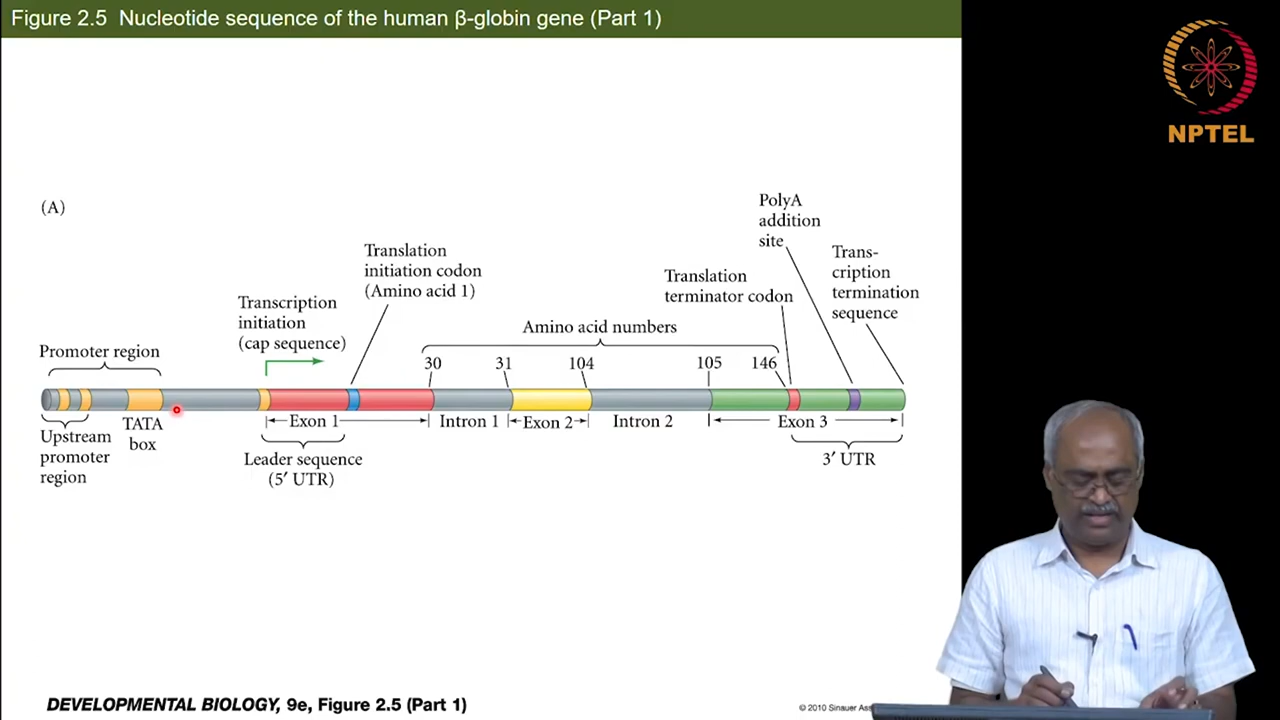 Figure 2.5 Nucleotide sequence of the human β-globin gene (Part 1)
NPTEL
(A)
PolyA
addition
site
Trans-
cription
termination
sequence
Translation
initiation codon
(Amino acid 1)
Translation
terminator codon
Transcription
initiation
(cap sequence)
Amino acid numbers
Promoter region
30 31 104 105 146
Exon 1 Intron 1 Exon 2 Intron 2 Exon 3
Upstream
promoter
region
TATA
box
Leader sequence
(5′ UTR)
3′ UTR
DEVELOPMENTAL BIOLOGY, 9e, Figure 2.5 (Part 1)
© 2010 Sinauer